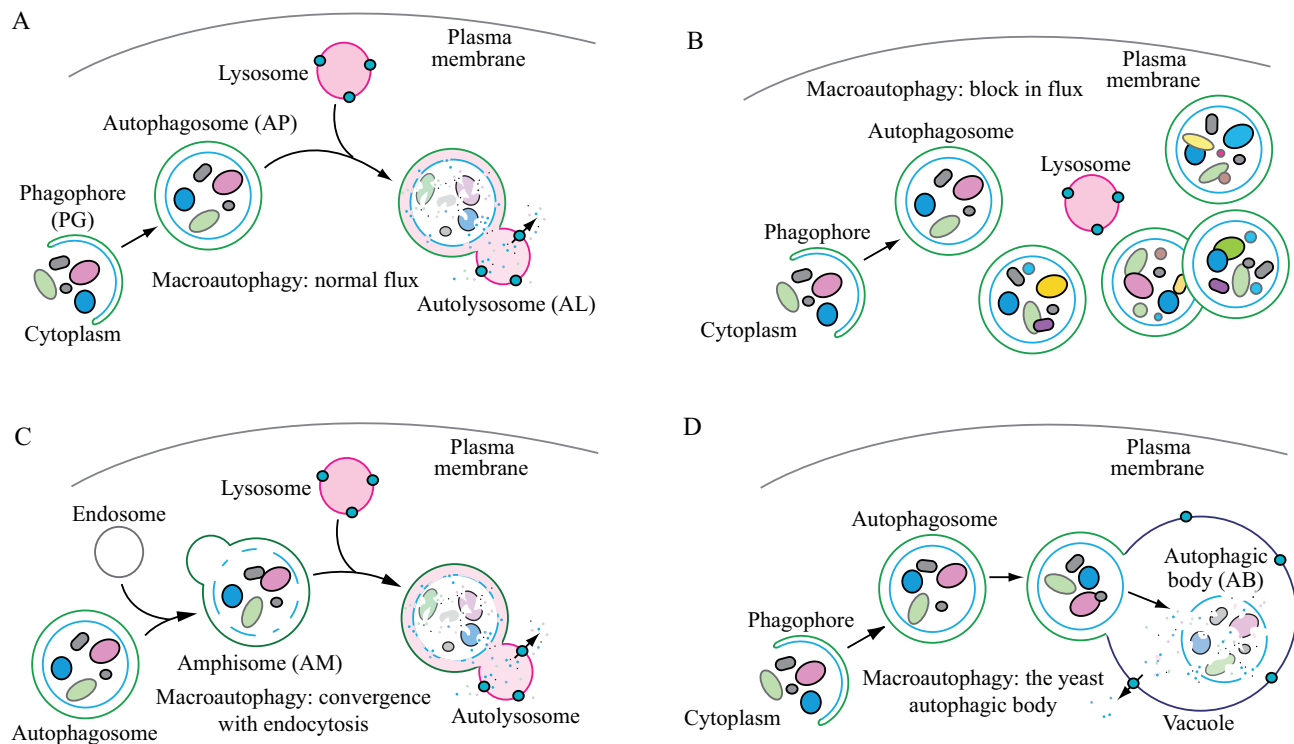 A
Plasma
membrane
Lysosome
Autophagosome (AP)
Phagophore
(PG)
Macroautophagy: normal flux
Autolysosome (AL)
Cytoplasm
B
Plasma
membrane
Macroautophagy: block in flux
Autophagosome
Lysosome
Phagophore
Cytoplasm
C
Plasma
membrane
Lysosome
Endosome
Amphisome (AM)
Macroautophagy: convergence
with endocytosis
Autolysosome
Autophagosome
D
Plasma
membrane
Autophagosome
Autophagic
body (AB)
Phagophore
Macroautophagy: the yeast
autophagic body
Cytoplasm
Vacuole